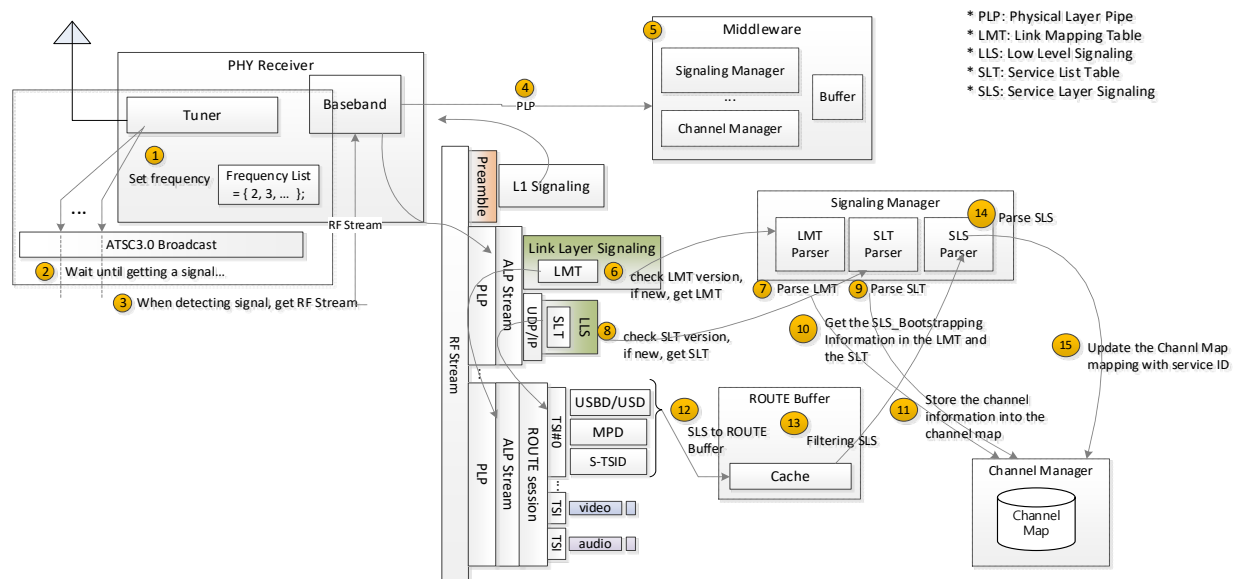 * PLP: Physical Layer Pipe
* LMT: Link Mapping Table
* LLS: Low Level Signaling
* SLT: Service List Table
* SLS: Service Layer Signaling
PHY Receiver
Tuner
Baseband
1
Set frequency
Frequency List
= { 2, 3, ... };
...
ATSC3.0 Broadcast
2
Wait until getting a signal...
3
When detecting signal, get RF Stream
RF Stream
4
PLP
5
Middleware
Signaling Manager
...
Channel Manager
Buffer
RF Stream
Preamble
L1 Signaling
PLP
ALP Stream
Link Layer Signaling
LMT
6
check LMT version,
if new, get LMT
UDP/IP
SLT
LLS
8
check SLT version,
if new, get SLT
...
PLP
ALP Stream
ROUTE session
TSI#0
USBD/USD
MPD
S-TSID
...
TSI
video
TSI
audio
12
SLS to ROUTE
Buffer
ROUTE Buffer
13
Filtering SLS
Cache
Signaling Manager
LMT
Parser
SLT
Parser
SLS
Parser
14
Parse SLS
7
Parse LMT
9
Parse SLT
10
Get the SLS_Bootstrapping
Information in the LMT and
the SLT
11
Store the channel
information into the
channel map
15
Update the Channl Map
mapping with service ID
Channel Manager
Channel
Map